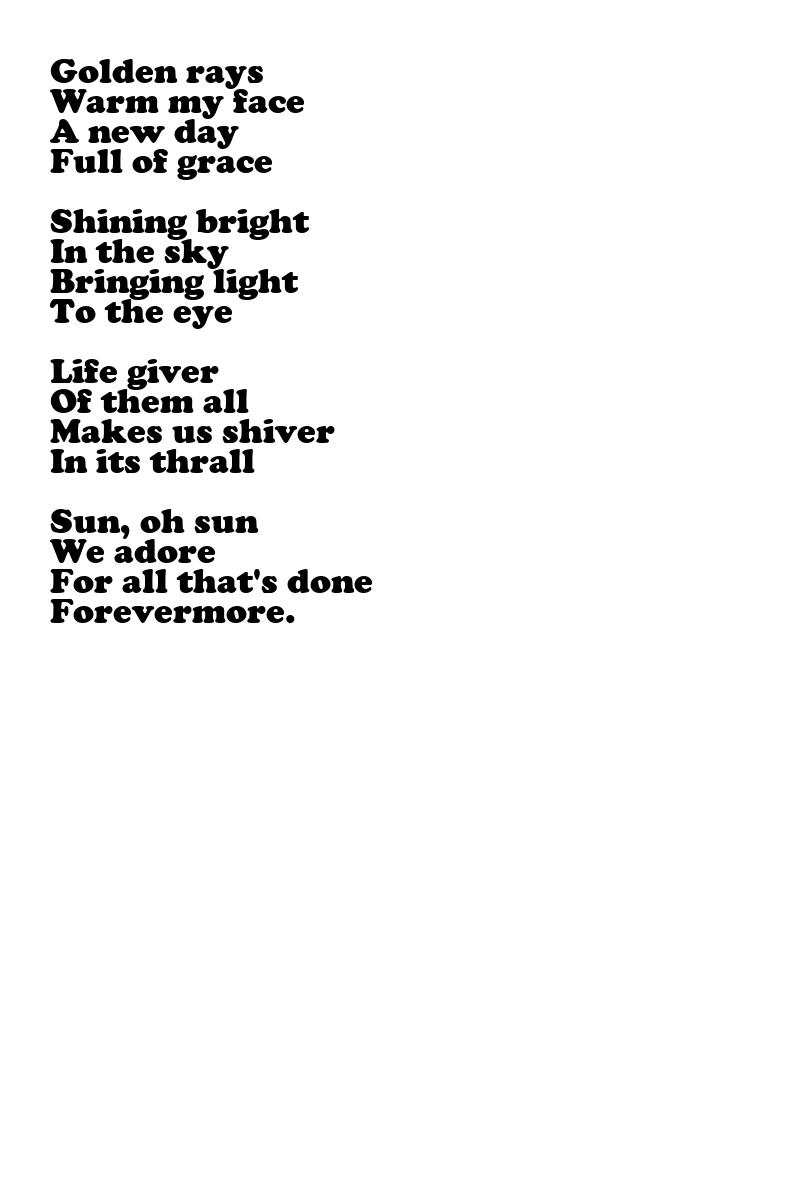 Golden rays
Warm my face
A new day
Full of grace

Shining bright
In the sky
Bringing light
To the eye

Life giver
Of them all
Makes us shiver
In its thrall

Sun, oh sun
We adore
For all that's done
Forevermore.